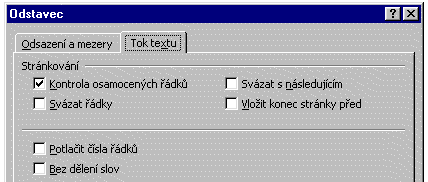 Odstavec
Odsazení a mezery Tok textu
Stránkování
Kontrola osamocených řádků Svázat s následujícím
Svázat řádky Vložit konec stránky před
Potlačit čísla řádků
Bez dělení slov